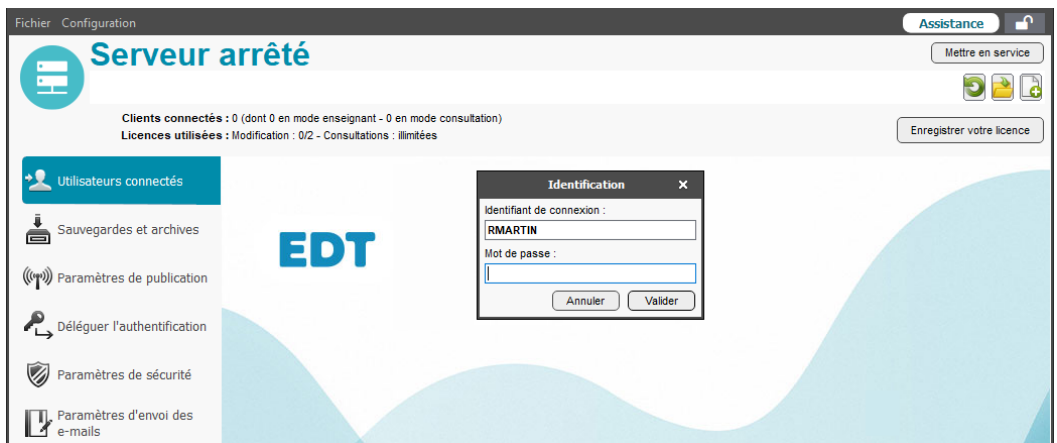 Fichier Configuration
Assistance
Serveur arrêté
Mettre en service
Clients connectés : 0 (dont 0 en mode enseignant - 0 en mode consultation)
Licences utilisées : Modification : 0/2 - Consultations : illimitées
Enregistrer votre licence
Utilisateurs connectés
Sauvegardes et archives
Paramètres de publication
Déléguer l'authentification
Paramètres de sécurité
Paramètres d'envoi des
e-mails
EDT
Identification
Identifiant de connexion :
RMARTIN
Mot de passe :
Annuler Valider